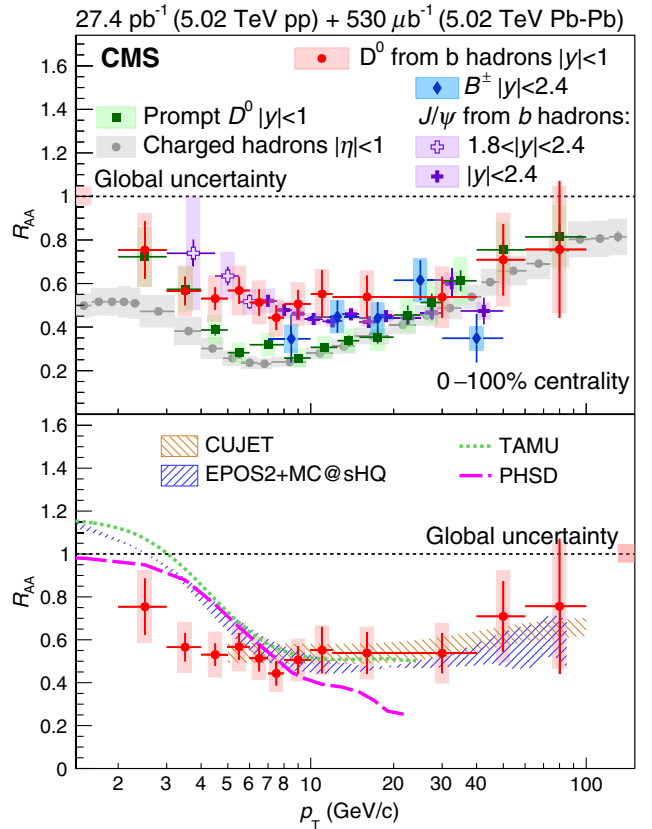 27.4 pb⁻¹ (5.02 TeV pp) + 530 μb⁻¹ (5.02 TeV Pb-Pb)
CMS
D⁰ from b hadrons |y|<1
B± |y|<2.4
Prompt D⁰ |y|<1
J/ψ from b hadrons:
Charged hadrons |η|<1
1.8<|y|<2.4
|y|<2.4
Global uncertainty
R_AA
1.6
1.4
1.2
1
0.8
0.6
0.4
0.2
0–100% centrality
1.6
1.4
1.2
1
0.8
0.6
0.4
0.2
0
R_AA
CUJET
TAMU
EPOS2+MC@sHQ
PHSD
Global uncertainty
2 3 4 5 6 7 8 10 20 30 40 100
p_T (GeV/c)